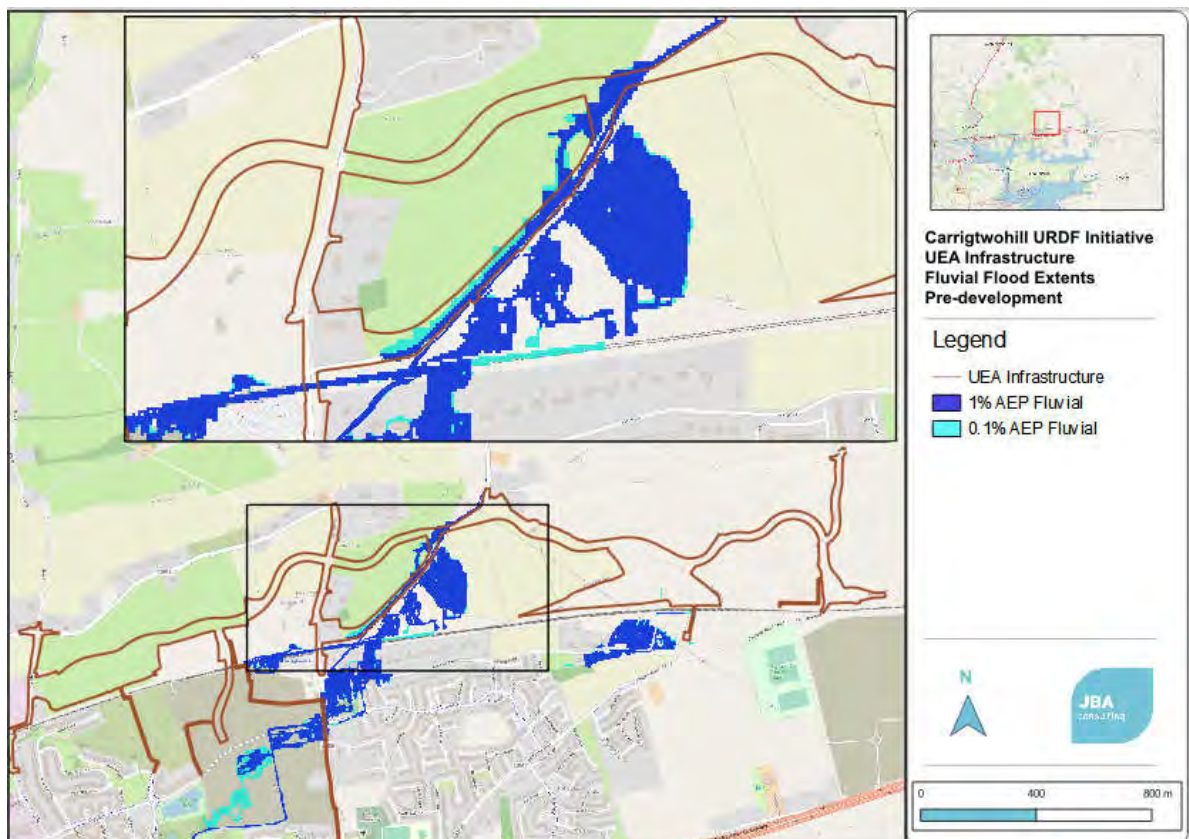 Carrigtwohill URDF Initiative
UEA Infrastructure
Fluvial Flood Extents
Pre-development
Legend
UEA Infrastructure
1% AEP Fluvial
0.1% AEP Fluvial
N
JBA
consulting
0 400 800 m